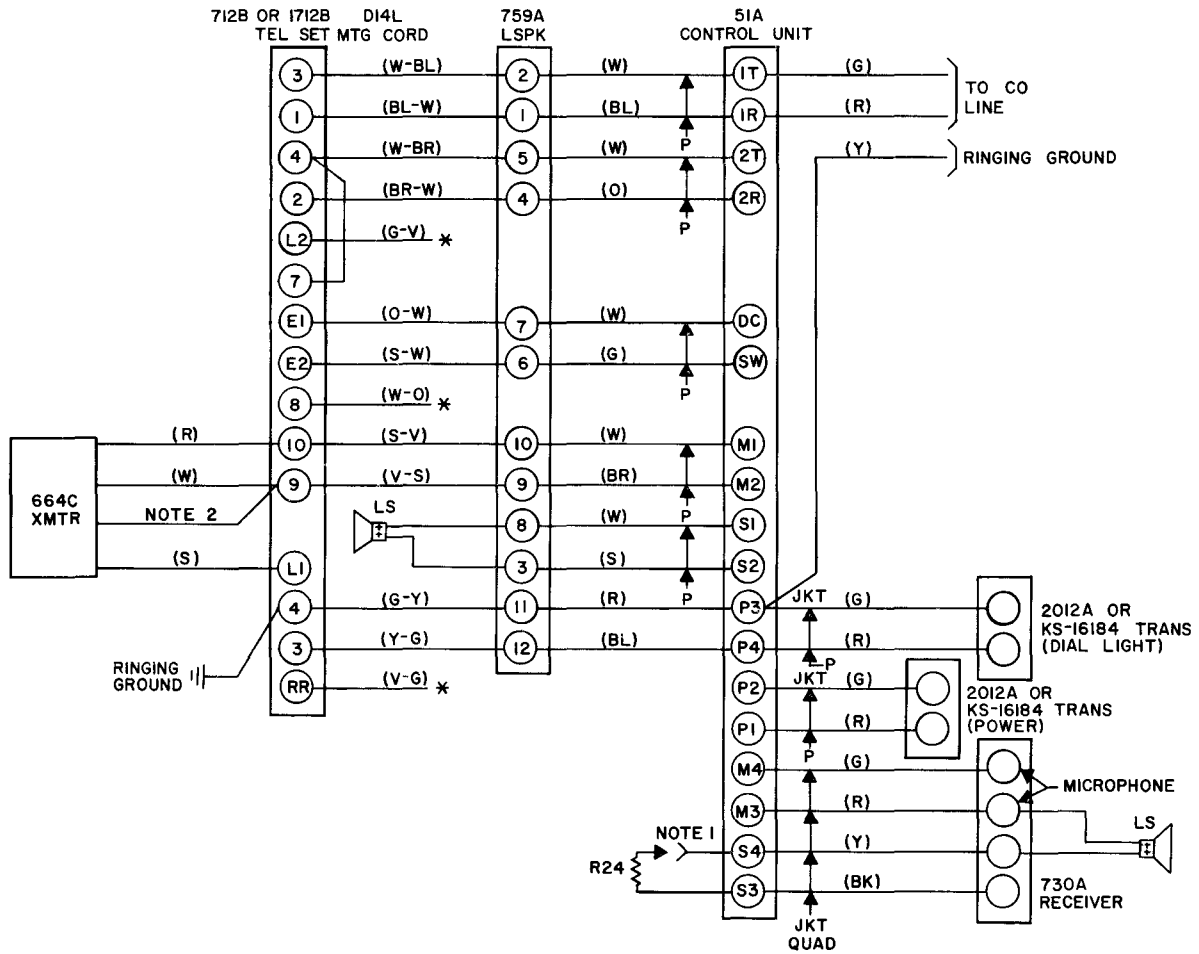 712B OR 1712B D14L 759A 51A
TEL SET MTG CORD LSPK CONTROL UNIT
3 (W-BL) 2 (W) 1T (G)
TO CO
LINE
1 (BL-W) 1 (BL) 1R (R)
P
4 (W-BR) 5 (W) 2T (Y) RINGING GROUND
2 (BR-W) 4 (O) 2R
P
L2 (G-V) *
7
E1 (O-W) 7 (W) DC
E2 (S-W) 6 (G) SW
P
8 (W-O) *
(R) 10 (S-V) 10 (W) M1
(W) 9 (V-S) 9 (BR) M2
P
664C
XMTR
NOTE 2
LS
8 (W) S1
(S) L1 3 (S) S2
P
4 (G-Y) 11 (R) P3 JKT (G)
3 (Y-G) 12 (BL) P4 (R)
P
2012A OR
KS-16184 TRANS
(DIAL LIGHT)
RINGING
GROUND
RR (V-G) *
P2 JKT (G)
P1 (R)
P
2012A OR
KS-16184 TRANS
(POWER)
M4 (G)
MICROPHONE
M3 (R)
LS
NOTE 1 S4 (Y)
R24
S3 (BK)
730A
RECEIVER
JKT
QUAD